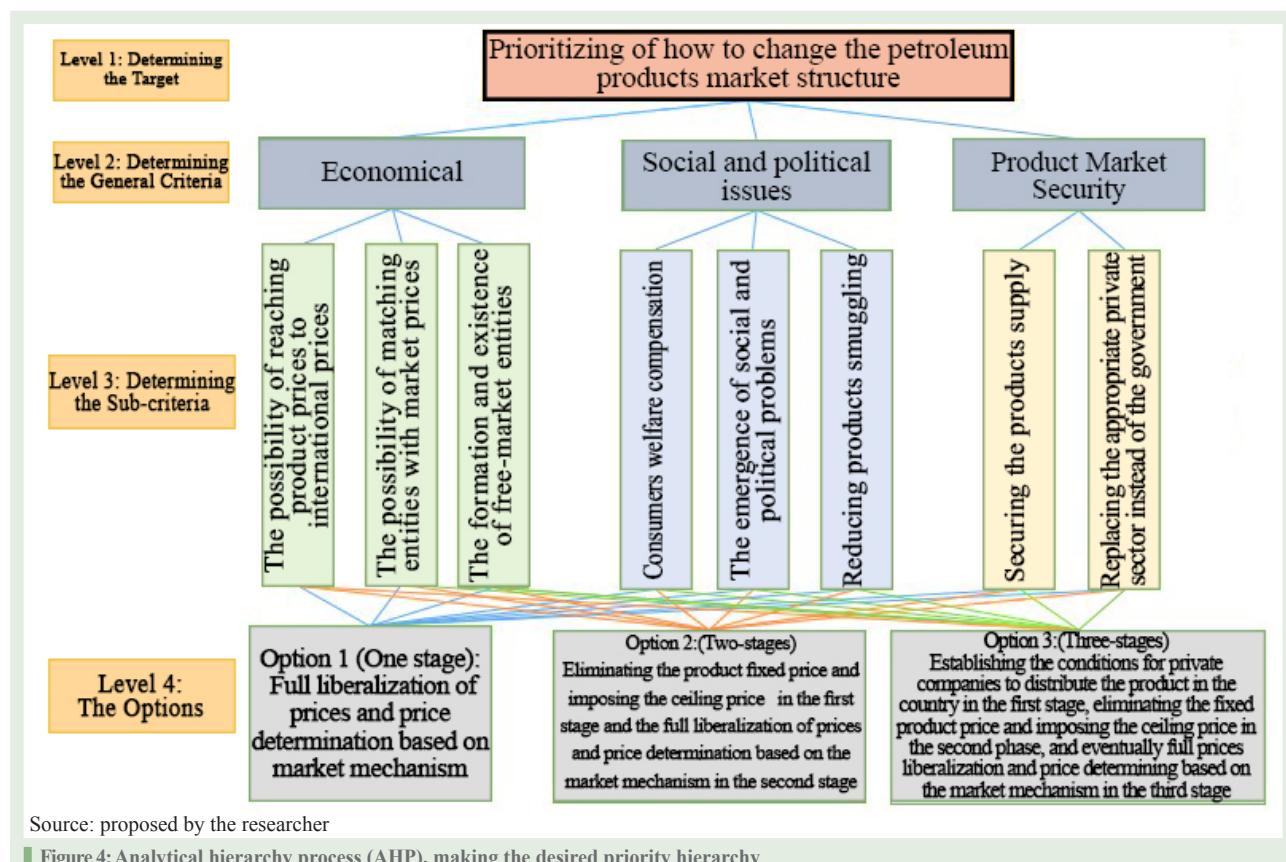 Level 1: Determining
the Target
Prioritizing of how to change the petroleum
products market structure
Level 2: Determining
the General Criteria
Economical
Social and political
issues
Product Market
Security
Level 3: Determining
the Sub-criteria
The possibility of reaching
product prices to
international prices
The possibility of matching
entities with market prices
The formation and existence
of free-market entities
Consumers welfare compensation
The emergence of social and
political problems
Reducing products smuggling
Securing the products supply
Replacing the appropriate private
sector instead of the government
Level 4:
The Options
Option 1 (One stage):
Full liberalization of
prices and price
determination based on
market mechanism
Option 2:(Two-stages)
Eliminating the product fixed price and
imposing the ceiling price in the first
stage and the full liberalization of prices
and price determination based on the
market mechanism in the second stage
Option 3:(Three-stages)
Establishing the conditions for private
companies to distribute the product in the
country in the first stage, eliminating the fixed
product price and imposing the ceiling price in
the second phase, and eventually full prices
liberalization and price determining based on
the market mechanism in the third stage
Source: proposed by the researcher
Figure 4: Analytical hierarchy process (AHP), making the desired priority hierarchy